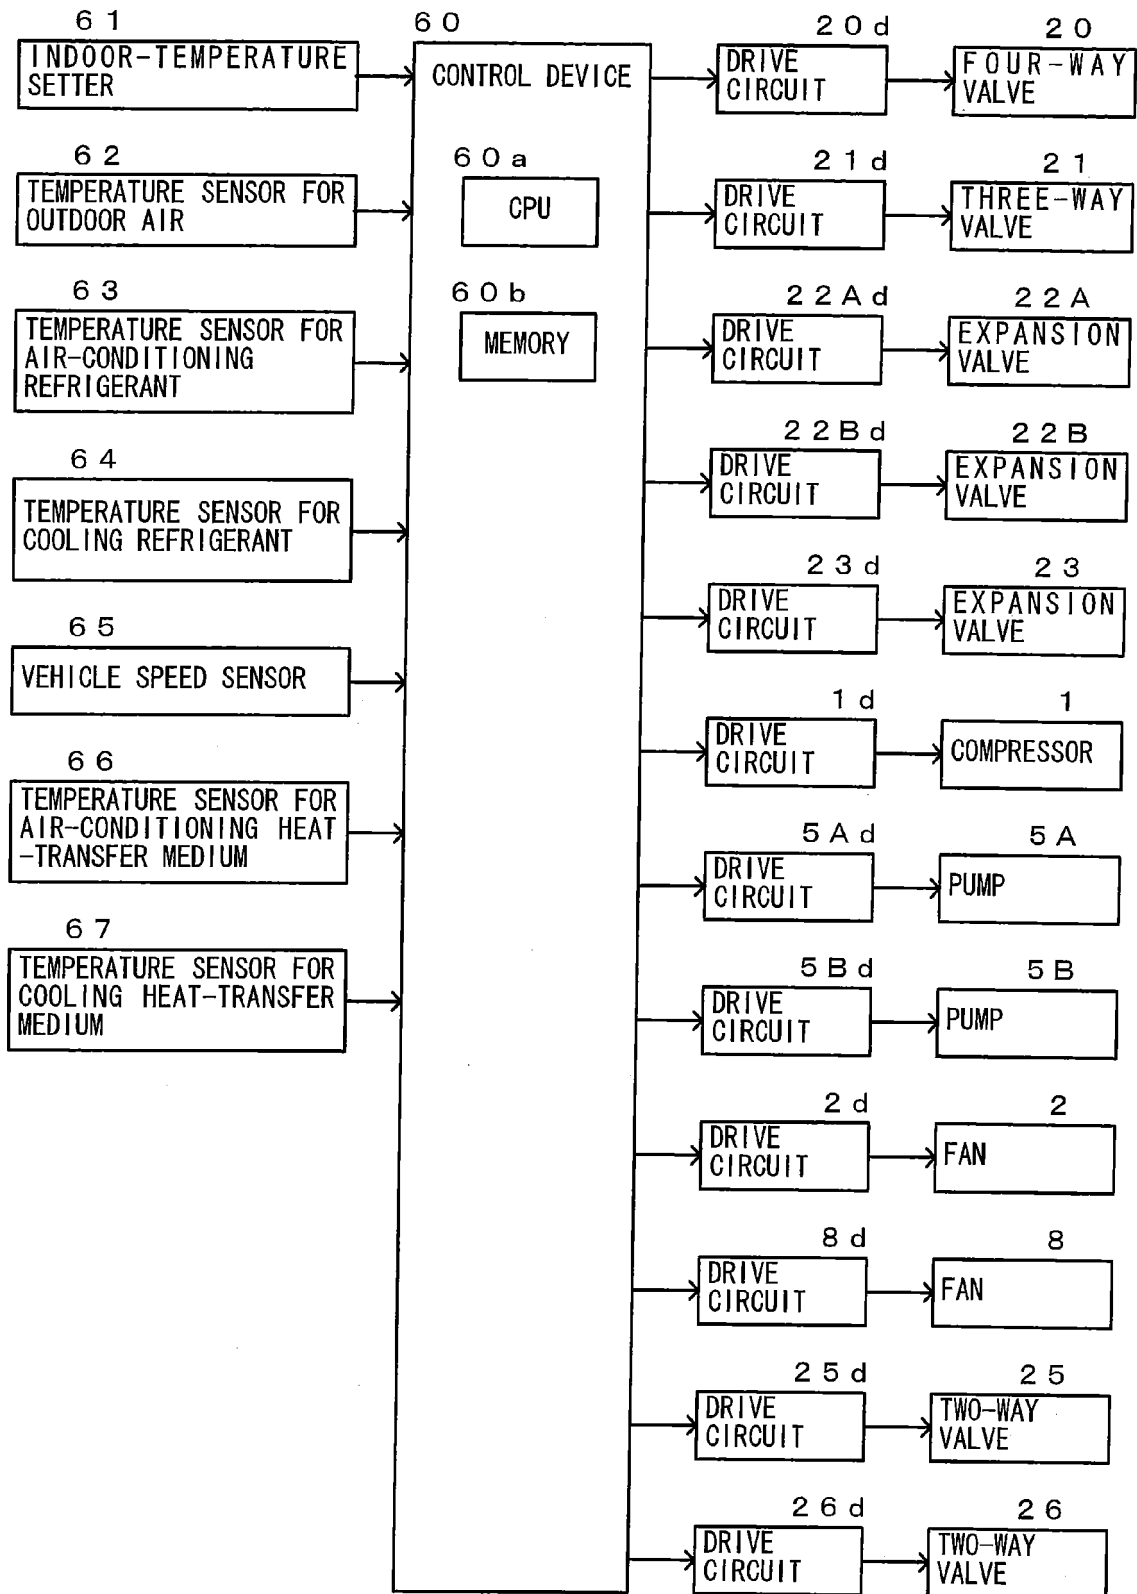 61
INDOOR-TEMPERATURE
SETTER
62
TEMPERATURE SENSOR FOR
OUTDOOR AIR
63
TEMPERATURE SENSOR FOR
AIR-CONDITIONING
REFRIGERANT
64
TEMPERATURE SENSOR FOR
COOLING REFRIGERANT
65
VEHICLE SPEED SENSOR
66
TEMPERATURE SENSOR FOR
AIR-CONDITIONING HEAT
-TRANSFER MEDIUM
67
TEMPERATURE SENSOR FOR
COOLING HEAT-TRANSFER
MEDIUM
60
CONTROL DEVICE
60a
CPU
60b
MEMORY
20d
DRIVE
CIRCUIT
20
FOUR-WAY
VALVE
21d
DRIVE
CIRCUIT
21
THREE-WAY
VALVE
22Ad
DRIVE
CIRCUIT
22A
EXPANSION
VALVE
22Bd
DRIVE
CIRCUIT
22B
EXPANSION
VALVE
23d
DRIVE
CIRCUIT
23
EXPANSION
VALVE
1d
DRIVE
CIRCUIT
1
COMPRESSOR
5Ad
DRIVE
CIRCUIT
5A
PUMP
5Bd
DRIVE
CIRCUIT
5B
PUMP
2d
DRIVE
CIRCUIT
2
FAN
8d
DRIVE
CIRCUIT
8
FAN
25d
DRIVE
CIRCUIT
25
TWO-WAY
VALVE
26d
DRIVE
CIRCUIT
26
TWO-WAY
VALVE